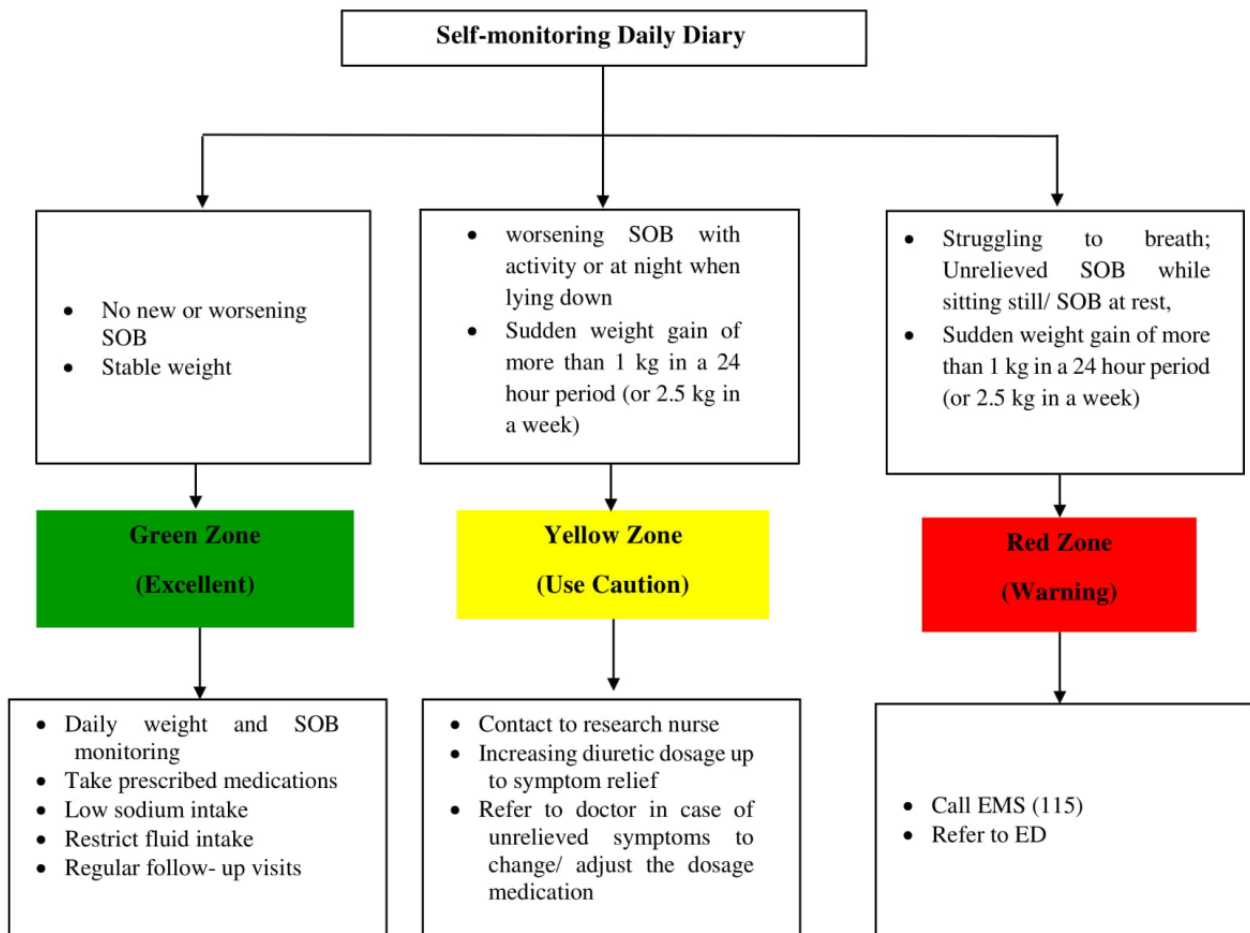 Self-monitoring Daily Diary
• No new or worsening
SOB
• Stable weight
• worsening SOB with
activity or at night when
lying down
• Sudden weight gain of
more than 1 kg in a 24
hour period (or 2.5 kg in
a week)
• Struggling to breath;
Unrelieved SOB while
sitting still/ SOB at rest,
• Sudden weight gain of
more than 1 kg in a 24 hour period
(or 2.5 kg in a week)
Green Zone
(Excellent)
Yellow Zone
(Use Caution)
Red Zone
(Warning)
• Daily weight and SOB
monitoring
• Take prescribed medications
• Low sodium intake
• Restrict fluid intake
• Regular follow- up visits
• Contact to research nurse
• Increasing diuretic dosage up
to symptom relief
• Refer to doctor in case of
unrelieved symptoms to
change/ adjust the dosage
medication
• Call EMS (115)
• Refer to ED